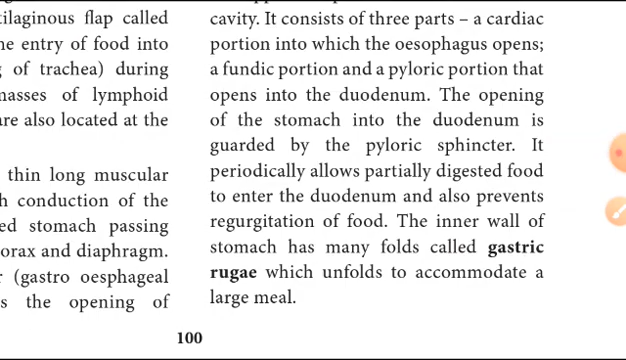 tilaginous flap called
ne entry of food into
g of trachea) during
masses of lymphoid
are also located at the
thin long muscular
h conduction of the
ed stomach passing
orax and diaphragm.
r (gastro oesphageal
s the opening of
cavity. It consists of three parts – a cardiac
portion into which the oesophagus opens;
a fundic portion and a pyloric portion that
opens into the duodenum. The opening
of the stomach into the duodenum is
guarded by the pyloric sphincter. It
periodically allows partially digested food
to enter the duodenum and also prevents
regurgitation of food. The inner wall of
stomach has many folds called gastric
rugae which unfolds to accommodate a
large meal.
100